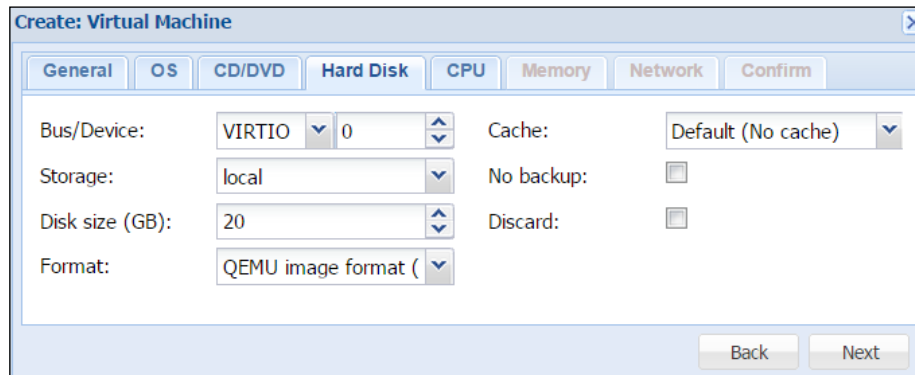 Create: Virtual Machine
General OS CD/DVD Hard Disk CPU Memory Network Confirm
Bus/Device: VIRTIO 0 Cache: Default (No cache)
Storage: local No backup:
Disk size (GB): 20 Discard:
Format: QEMU image format (
Back Next